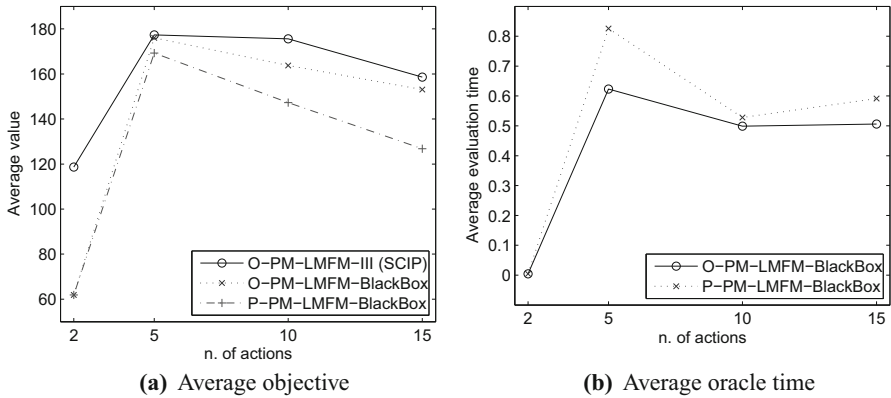 180
160
140
120
100
80
60
Average value
2
5
10
15
n. of actions
O-PM-LMFM-III (SCIP)
O-PM-LMFM-BlackBox
P-PM-LMFM-BlackBox
(a) Average objective
0.8
0.7
0.6
0.5
0.4
0.3
0.2
0.1
0
Average evaluation time
2
5
10
15
n. of actions
O-PM-LMFM-BlackBox
P-PM-LMFM-BlackBox
(b) Average oracle time